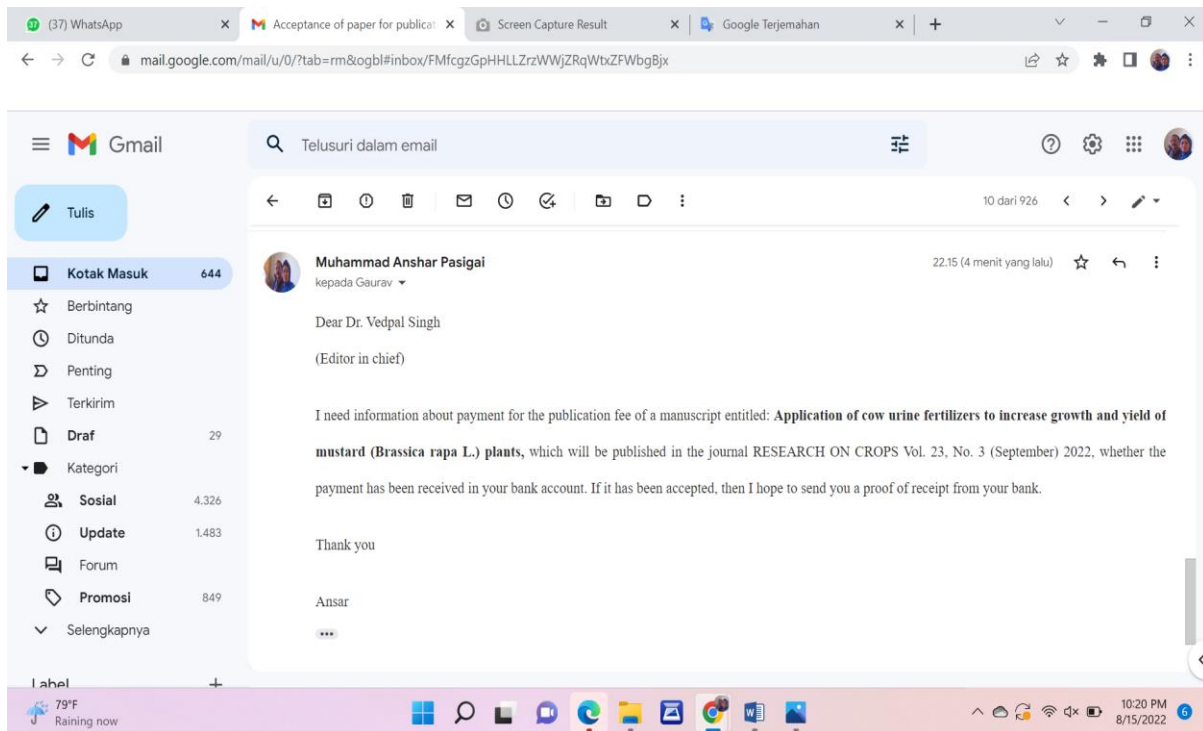 (37) WhatsApp
Acceptance of paper for publicat
Screen Capture Result
Google Terjemahan
mail.google.com/mail/u/0/?tab=rm&ogbl#inbox/FMfcgzGpHHLLZrzWWjZRqWtxZFWbgBjx
Gmail
Telusuri dalam email
Tulis
10 dari 926
Kotak Masuk 644
Berbintang
Ditunda
Penting
Terkirim
Draf 29
Kategori
Sosial 4.326
Update 1.483
Forum
Promosi 849
Selengkapnya
Label
Muhammad Anshar Pasigai
22.15 (4 menit yang lalu)
kepada Gaurav
Dear Dr. Vedpal Singh
(Editor in chief)
I need information about payment for the publication fee of a manuscript entitled: Application of cow urine fertilizers to increase growth and yield of
mustard (Brassica rapa L.) plants, which will be published in the journal RESEARCH ON CROPS Vol. 23, No. 3 (September) 2022, whether the
payment has been received in your bank account. If it has been accepted, then I hope to send you a proof of receipt from your bank.
Thank you
Ansar
79°F
Raining now
10:20 PM
8/15/2022
6